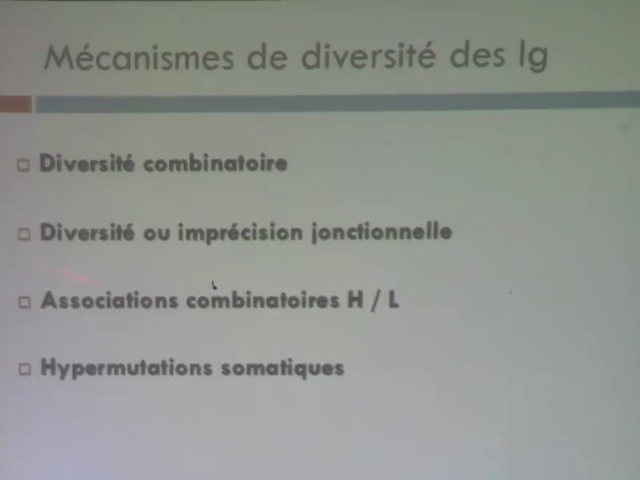 Mécanismes de diversité des Ig
Diversité combinatoire
Diversité ou imprécision jonctionnelle
Associations combinatoires H / L
Hypermutations somatiques